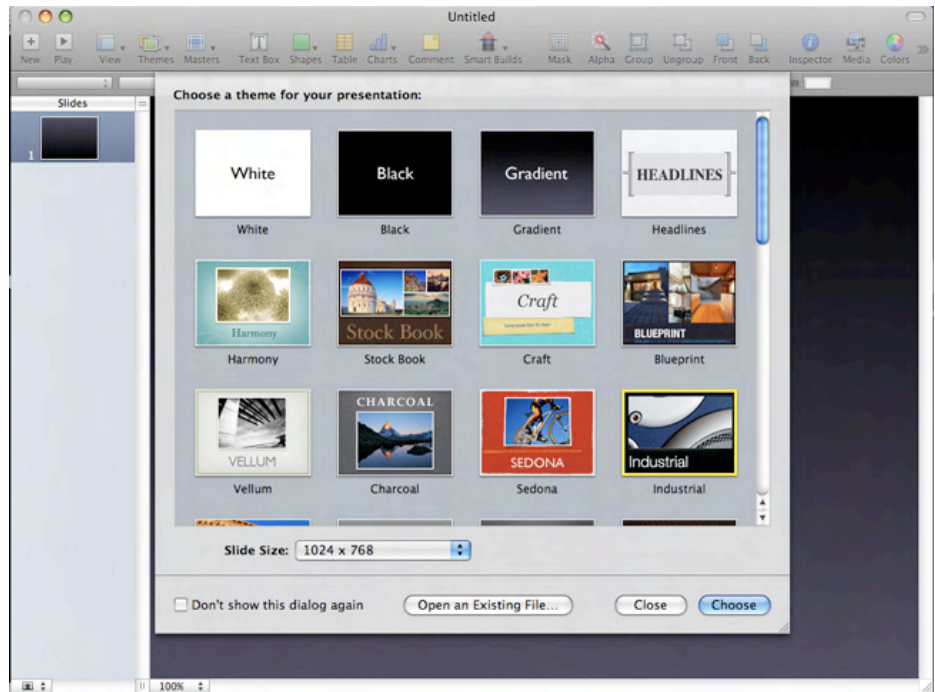 Untitled
New Play View Themes Masters Text Box Shapes Table Charts Comment Smart Builds Mask Alpha Group Ungroup Front Back Inspector Media Colors
Slides
1
Choose a theme for your presentation:
White Black Gradient HEADLINES
White Black Gradient Headlines
Harmony Stock Book Craft BLUEPRINT
Harmony Stock Book Craft Blueprint
CHARCOAL
VELLUM SEDONA Industrial
Vellum Charcoal Sedona Industrial
Slide Size: 1024 x 768
Don't show this dialog again Open an Existing File... Close Choose
100%